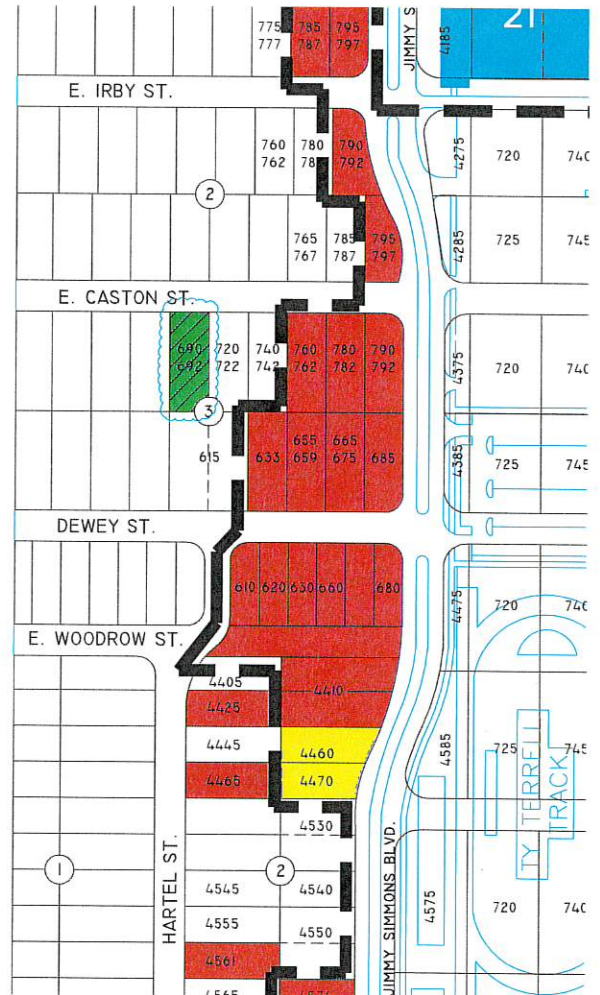 775 785 795
777 787 797
JIMMY S
4185
21
E. IRBY ST.
760 780 790
762 792
4275
720
740
2
765 785 795
767 787 797
4285
725
745
E. CASTON ST.
690 720 740 760 780 790
692 722 742 762 782 792
4375
720
740
3
655 665
615 633 659 675 685
4385
725
745
DEWEY ST.
610 620 630 660 680
4475
720
740
E. WOODROW ST.
4405
4410
4425
4445
4460
4585
725
745
TY TERRELL
TRACK
4465
4470
4530
HARTEL ST.
1
2
JIMMY SIMMONS BLVD.
4545
4540
4575
720
740
4555
4550
4561
4565